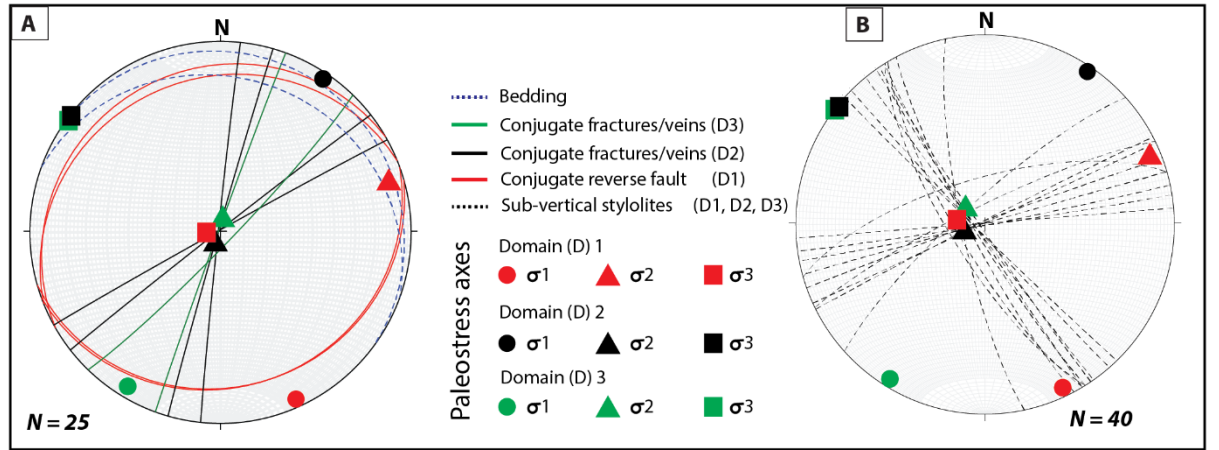 A
N
N = 25
Bedding
Conjugate fractures/veins (D3)
Conjugate fractures/veins (D2)
Conjugate reverse fault (D1)
Sub-vertical stylolites (D1, D2, D3)
Paleostress axes
Domain (D) 1
σ1 σ2 σ3
Domain (D) 2
σ1 σ2 σ3
Domain (D) 3
σ1 σ2 σ3
B
N
N = 40